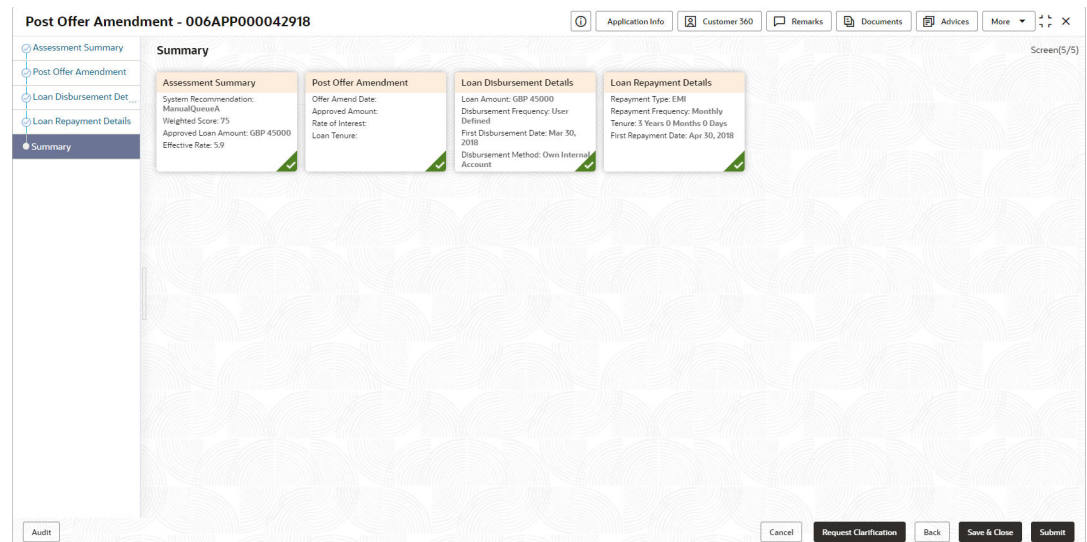 Post Offer Amendment - 006APP000042918
Application Info
Customer 360
Remarks
Documents
Advices
More
Assessment Summary
Post Offer Amendment
Loan Disbursement Det...
Loan Repayment Details
Summary
Summary
Screen(5/5)
Assessment Summary
System Recommendation:
ManualQueueA
Weighted Score: 75
Approved Loan Amount: GBP 45000
Effective Rate: 5.9
Post Offer Amendment
Offer Amend Date:
Approved Amount:
Rate of Interest:
Loan Tenure:
Loan Disbursement Details
Loan Amount: GBP 45000
Disbursement Frequency: User
Defined
First Disbursement Date: Mar 30,
2018
Disbursement Method: Own Internal
Account
Loan Repayment Details
Repayment Type: EMI
Repayment Frequency: Monthly
Tenure: 3 Years 0 Months 0 Days
First Repayment Date: Apr 30, 2018
Audit
Cancel
Request Clarification
Back
Save & Close
Submit